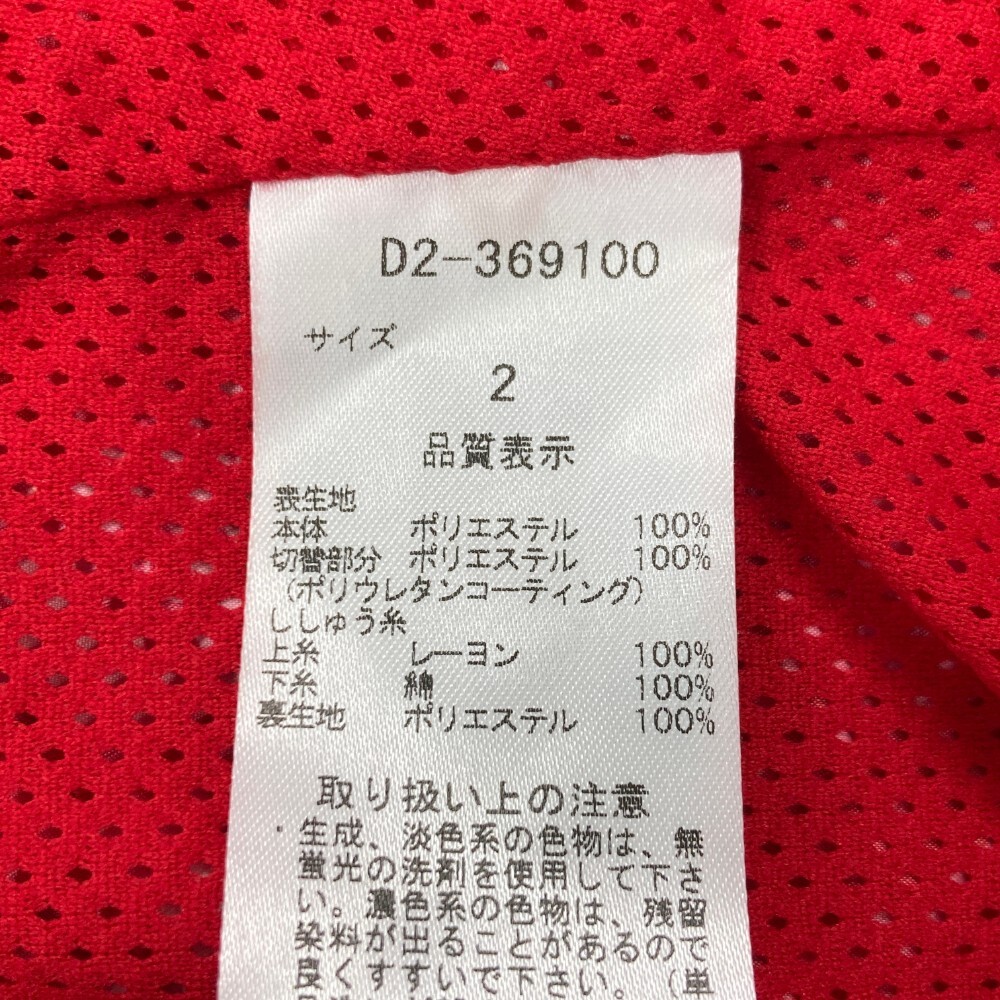 D2-369100
サイズ
2
品質表示
表生地
本体 ポリエステル 100%
切替部分 ポリエステル 100%
(ポリウレタンコーティング)
ししゅう糸
上糸 レーヨン 100%
下糸 綿 100%
裏生地 ポリエステル 100%
取り扱い上の注意
・生成、淡色系の色物は、無
蛍光の洗剤を使用して下さ
い。濃色系の色物は、残留
染料が出ることがあるので
良くすすいで下さい。(単